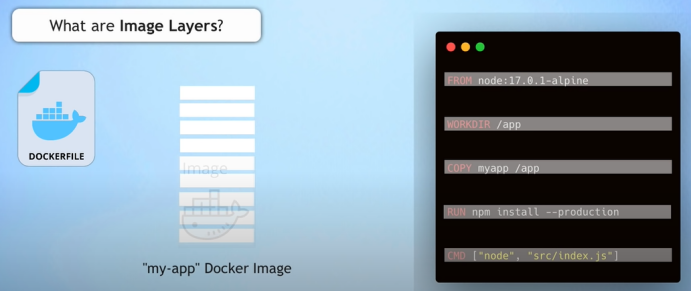 What are Image Layers?
DOCKERFILE
Image
"my-app" Docker Image
FROM node:17.0.1-alpine
WORKDIR /app
COPY myapp /app
RUN npm install --production
CMD ["node", "src/index.js"]